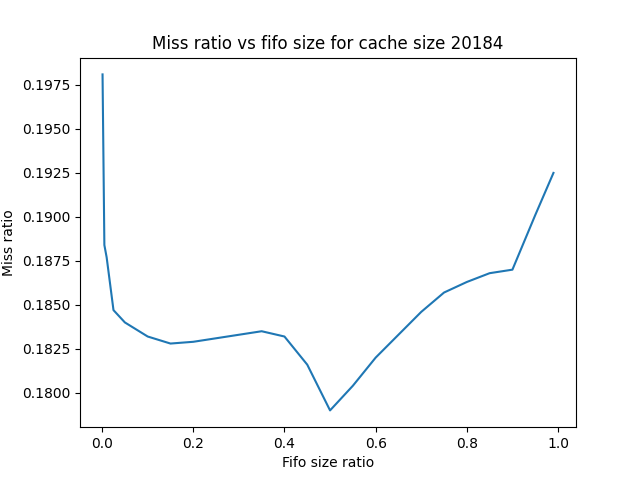 Miss ratio vs fifo size for cache size 20184
0.1975
0.1950
0.1925
0.1900
0.1875
0.1850
0.1825
0.1800
Miss ratio
0.0 0.2 0.4 0.6 0.8 1.0
Fifo size ratio